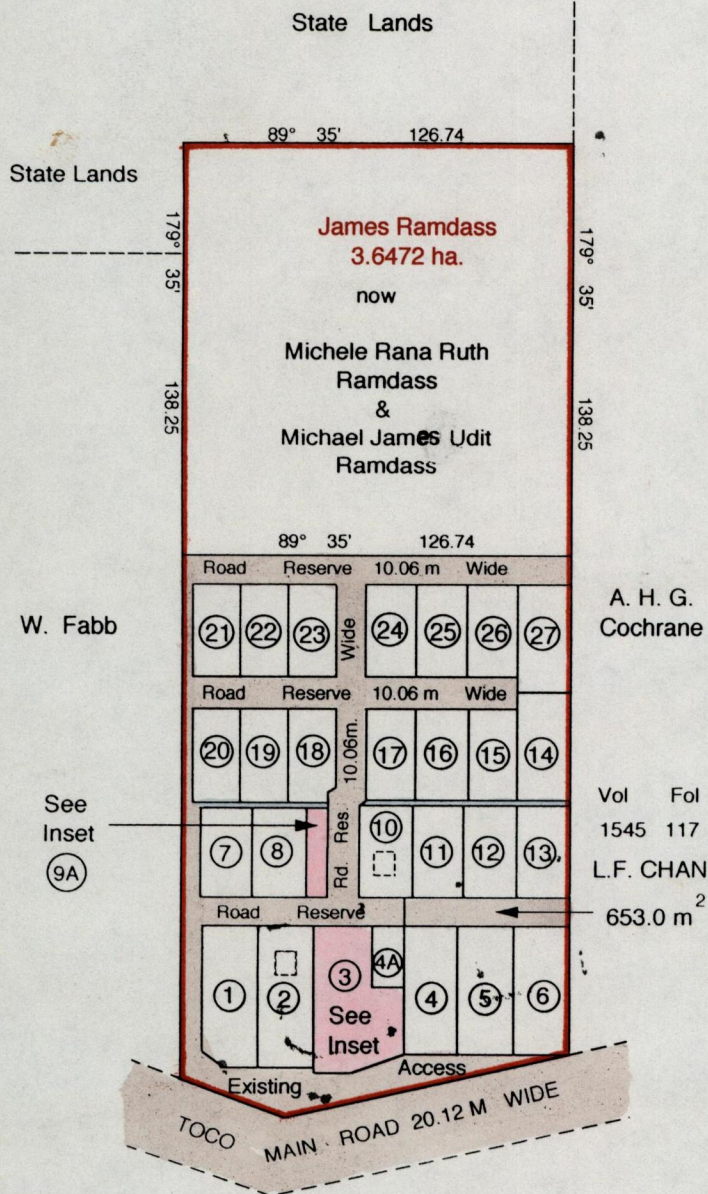 State Lands
89° 35' 126.74
State Lands
179° 35' 138.25
James Ramdass
3.6472 ha.
now
Michele Rana Ruth
Ramdass
&
Michael James Udit
Ramdass
179° 35' 138.25
89° 35' 126.74
Road Reserve 10.06 m Wide
W. Fabb
21 22 23 24 25 26 27
A. H. G.
Cochrane
Road Reserve 10.06 m Wide
Rd. Res. 10.06m. Wide
20 19 18 17 16 15 14
See
Inset
9A
7 8 10 11 12 13
Vol Fol
1545 117
L.F. CHAN
653.0 m2
Road Reserve
1 2 3 4A 4 5 6
See
Inset
Existing Access
TOCO MAIN ROAD 20.12 M WIDE